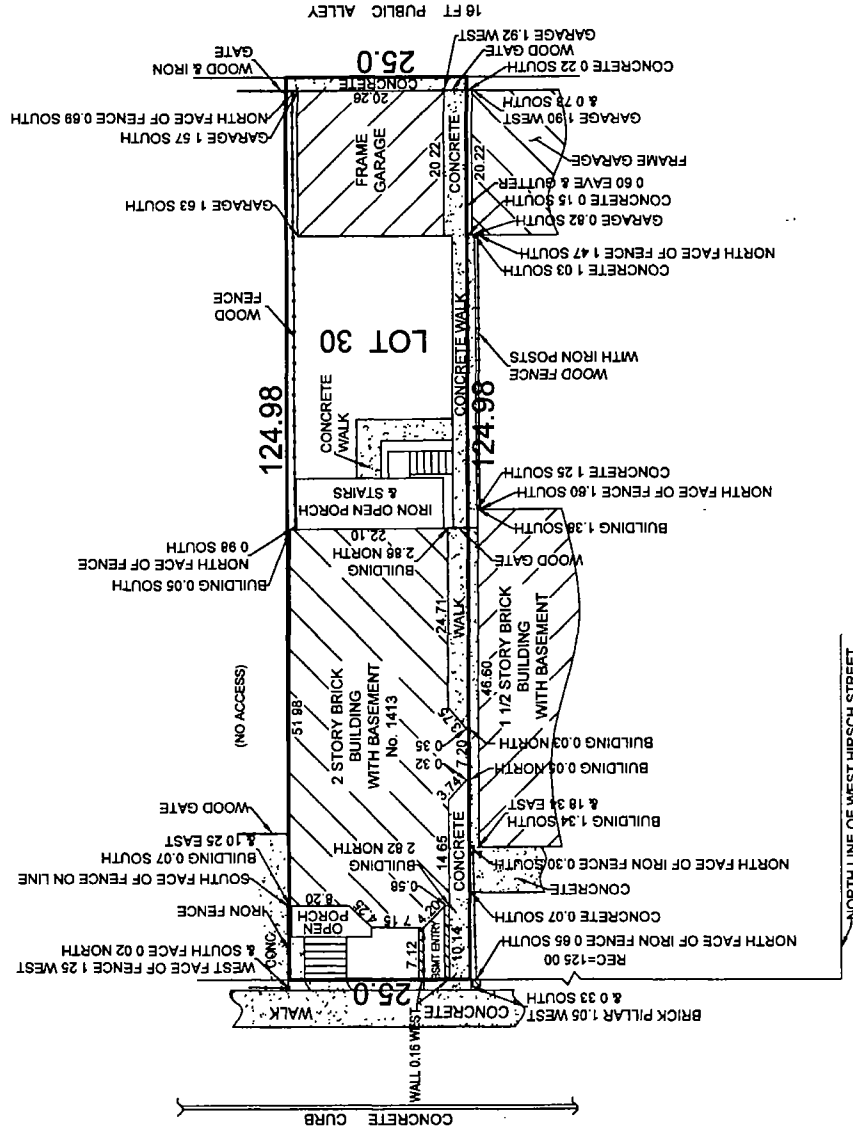 16 FT PUBLIC ALLEY
25.0
GARAGE 1.92 WEST
WOOD GATE
CONCRETE 0.22 SOUTH
WOOD & IRON
GATE
NORTH FACE OF FENCE 0.69 SOUTH
GARAGE 1 57 SOUTH
GARAGE 1 63 SOUTH
CONCRETE
20.26
FRAME
GARAGE
20 22
CONCRETE
20.22
GARAGE 1.90 WEST
& 0 73 SOUTH
FRAME GARAGE
0 60 EAVE & GUTTER
CONCRETE 0 15 SOUTH
GARAGE 0.82 SOUTH
NORTH FACE OF FENCE 1 47 SOUTH
CONCRETE 1 03 SOUTH
WOOD
FENCE
LOT 30
CONCRETE WALK
WOOD FENCE
WITH IRON POSTS
124.98
124.98
CONCRETE
WALK
IRON OPEN PORCH
& STAIRS
CONCRETE 1 25 SOUTH
NORTH FACE OF FENCE 1.60 SOUTH
BUILDING 1.38 SOUTH
WOOD GATE
NORTH FACE OF FENCE
0 98 SOUTH
BUILDING 0.05 SOUTH
22.10
BUILDING
2.88 NORTH
24.71
WALK
(NO ACCESS)
51 98
2 STORY BRICK
BUILDING
WITH BASEMENT
No. 1413
46.60
1 1/2 STORY BRICK
BUILDING
WITH BASEMENT
3.75
0 35
7.20
0 32
3.74
BUILDING 0.03 NORTH
BUILDING 0.05 NORTH
BUILDING 1.34 SOUTH
& 18 34 EAST
WOOD GATE
BUILDING 0.07 SOUTH
& 10 25 EAST
SOUTH FACE OF FENCE ON LINE
IRON FENCE
CONC
WEST FACE OF FENCE 1 25 WEST
& SOUTH FACE 0 02 NORTH
BUILDING
2.82 NORTH
14 65
CONCRETE
0.58
8.20
OPEN
PORCH
4.25
7.15
7.12
BSMT ENTRY
10.14
NORTH FACE OF IRON FENCE 0.30 SOUTH
CONCRETE
CONCRETE 0.07 SOUTH
NORTH FACE OF IRON FENCE 0 65 SOUTH
REC=125 00
25.0
WALK
CONCRETE
WALL 0.16 WEST
BRICK PILLAR 1.05 WEST
& 0 33 SOUTH
CONCRETE CURB
NORTH LINE OF WEST HIRSCH STREET